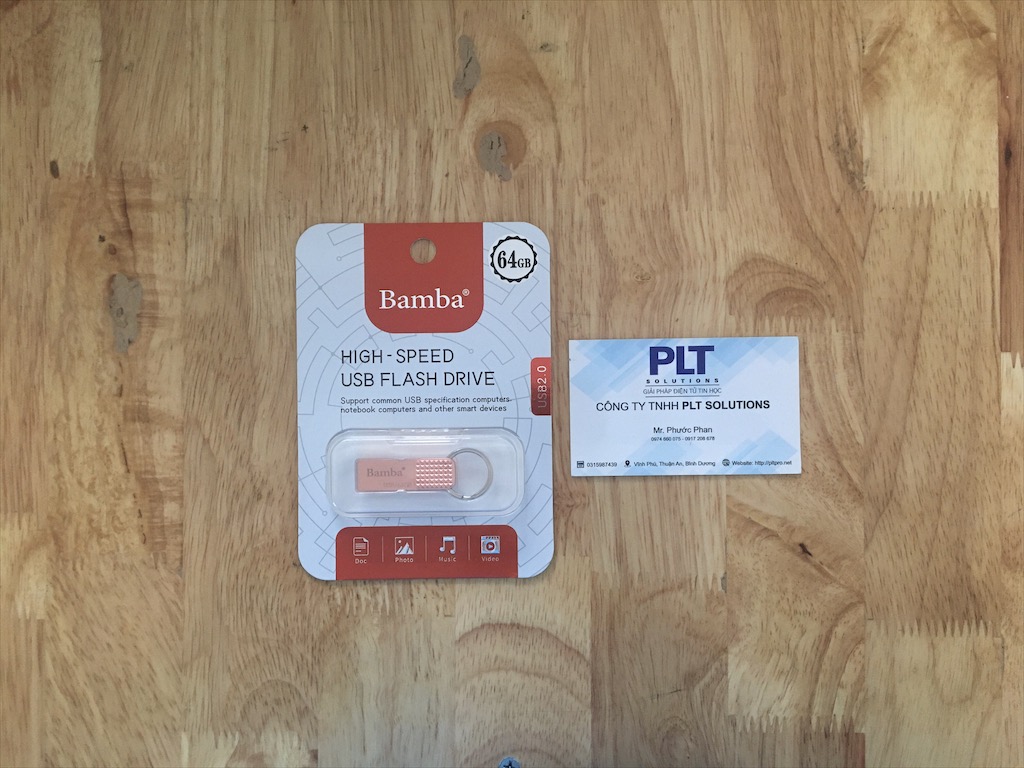 64GB
Bamba®
HIGH-SPEED
USB FLASH DRIVE
USB2.0
Support common USB specification computers,
notebook computers and other smart devices
Bamba®
Doc
Photo
Music
Video
PLT
SOLUTIONS
GIẢI PHÁP ĐIỆN TỬ TIN HỌC
CÔNG TY TNHH PLT SOLUTIONS
Mr. Phước Phan
0974 660 075 - 0917 208 678
0315987439
Vĩnh Phú, Thuận An, Bình Dương
Website: http://pltpro.net